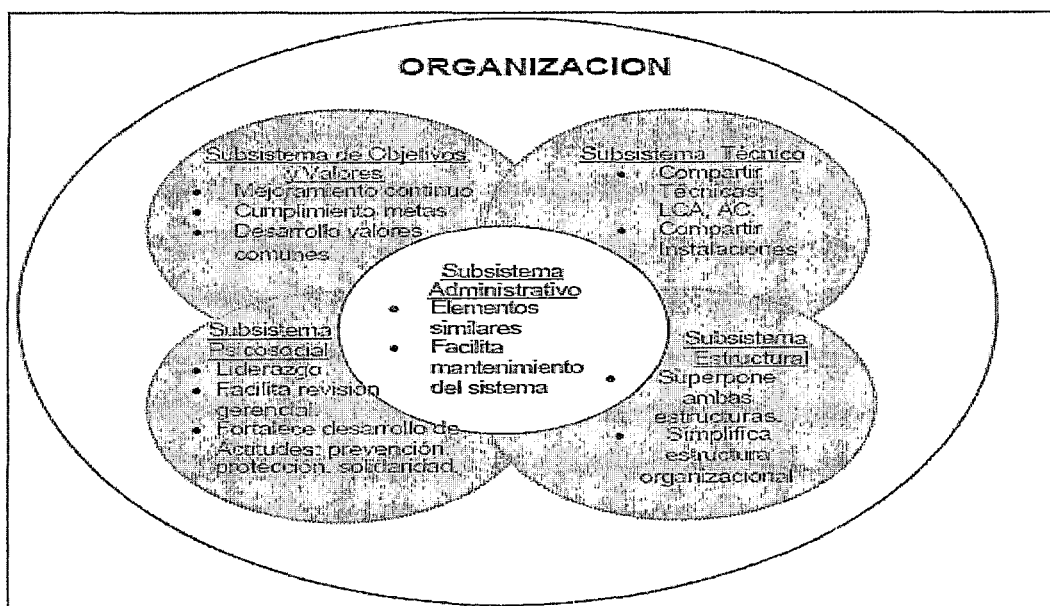 ORGANIZACION
Subsistema de Objetivos
y Valores
• Mejoramiento continuo
• Cumplimiento metas
• Desarrollo valores
comunes
Subsistema Técnico
• Compartir
Técnicas:
LCA, AC.
• Compartir
Instalaciones
Subsistema
Administrativo
• Elementos
similares
• Facilita
mantenimiento
del sistema
Subsistema
Psicosocial
• Liderazgo
• Facilita revisión
gerencial.
• Fortalece desarrollo de
Actitudes: prevención,
protección, solidaridad.
Subsistema
Estructural
• Superpone
ambas
estructuras.
• Simplifica
estructura
organizacional